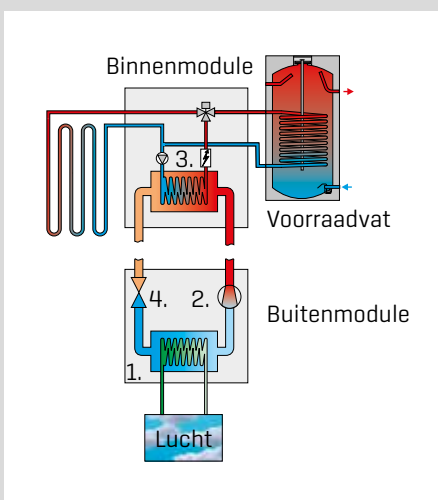 Binnenmodule
3.
Voorraadvat
4.
2.
Buitenmodule
1.
Lucht